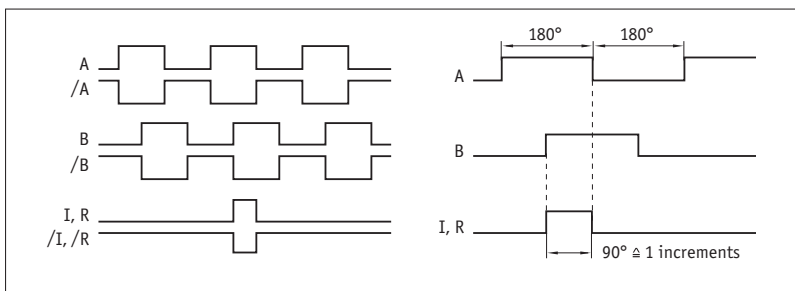 A
/A
B
/B
I, R
/I, /R
180° 180°
A
B
I, R
90° ≙ 1 increments